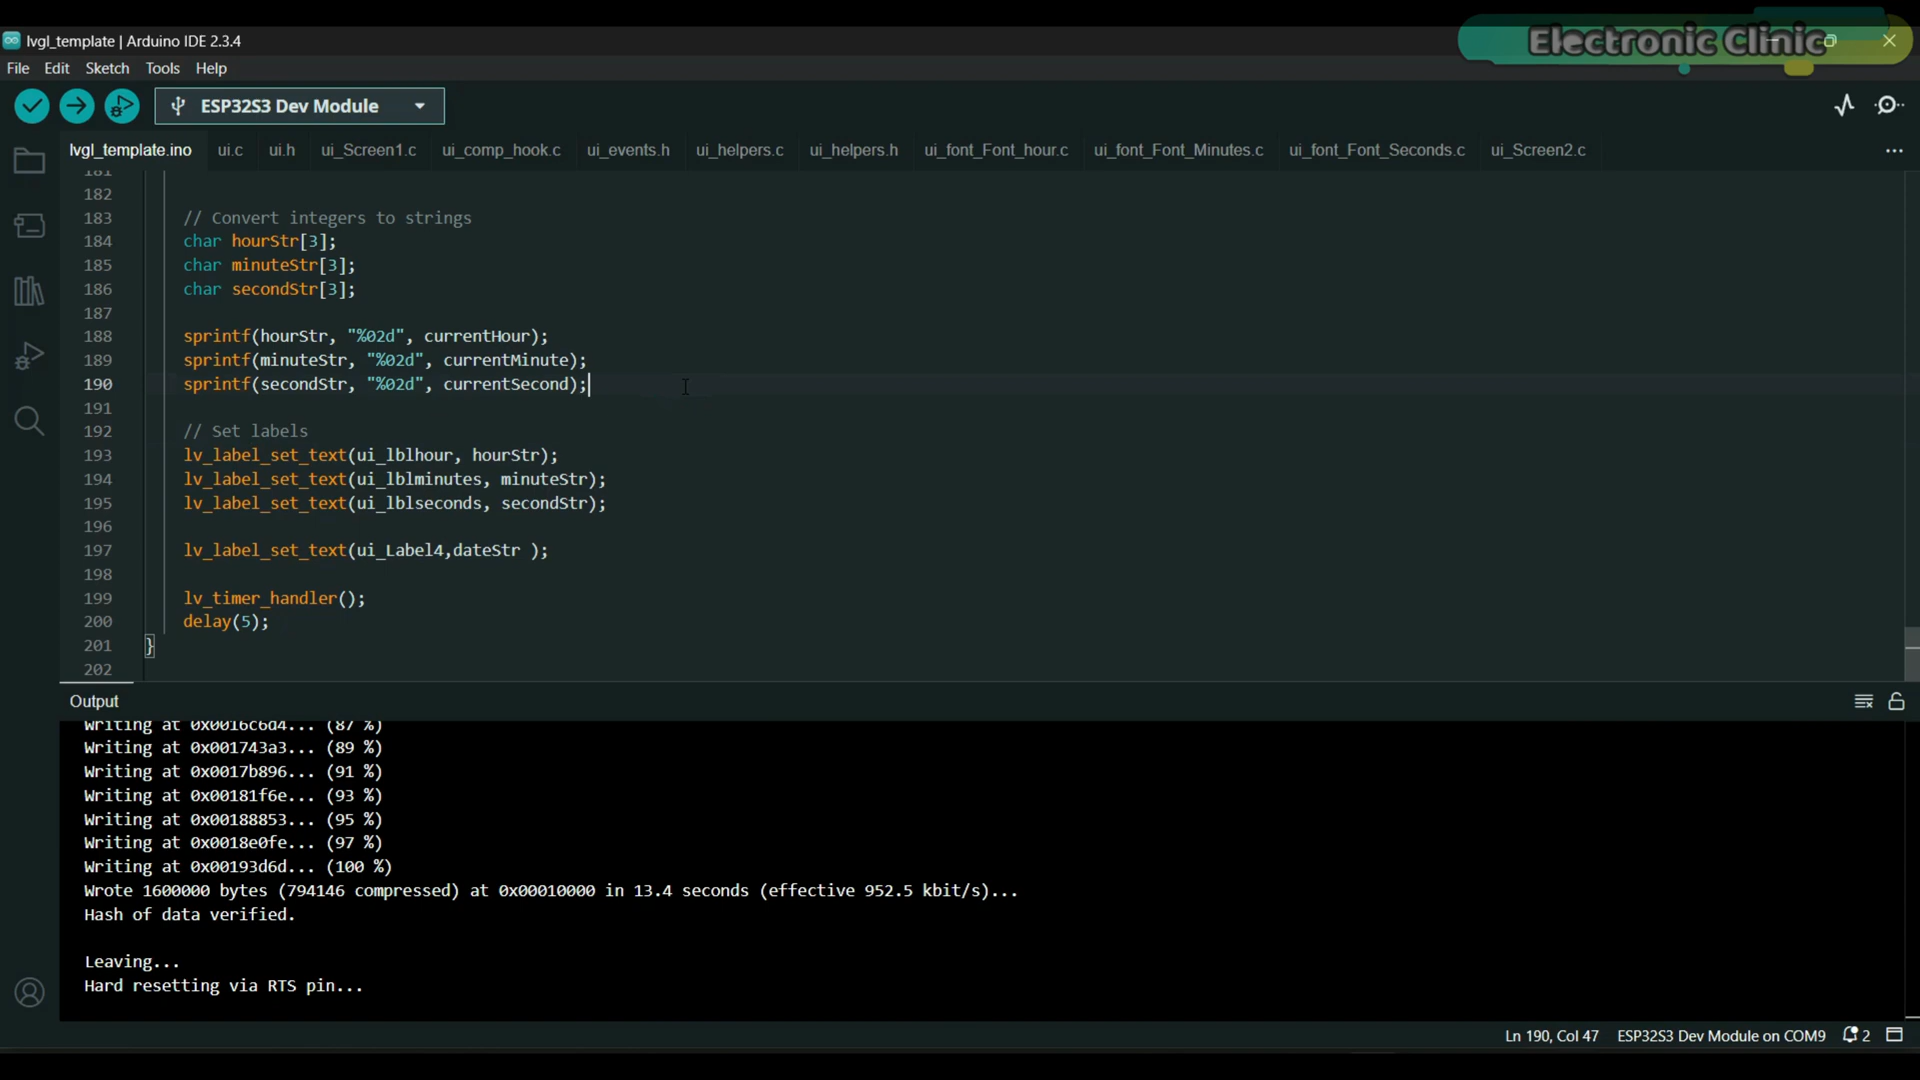 Electronic Clinic
lvgl_template | Arduino IDE 2.3.4
File Edit Sketch Tools Help
ESP32S3 Dev Module
lvgl_template.ino ui.c ui.h ui_Screen1.c ui_comp_hook.c ui_events.h ui_helpers.c ui_helpers.h ui_font_Font_hour.c ui_font_Font_Minutes.c ui_font_Font_Seconds.c ui_Screen2.c ...
181
182
183 // Convert integers to strings
184 char hourStr[3];
185 char minuteStr[3];
186 char secondStr[3];
187
188 sprintf(hourStr, "%02d", currentHour);
189 sprintf(minuteStr, "%02d", currentMinute);
190 sprintf(secondStr, "%02d", currentSecond);
191
192 // Set labels
193 lv_label_set_text(ui_lblhour, hourStr);
194 lv_label_set_text(ui_lblminutes, minuteStr);
195 lv_label_set_text(ui_lblseconds, secondStr);
196
197 lv_label_set_text(ui_Label4,dateStr );
198
199 lv_timer_handler();
200 delay(5);
201 }
202
Output
Writing at 0x0016c6d4... (87 %)
Writing at 0x001743a3... (89 %)
Writing at 0x0017b896... (91 %)
Writing at 0x00181f6e... (93 %)
Writing at 0x00188853... (95 %)
Writing at 0x0018e0fe... (97 %)
Writing at 0x00193d6d... (100 %)
Wrote 1600000 bytes (794146 compressed) at 0x00010000 in 13.4 seconds (effective 952.5 kbit/s)...
Hash of data verified.
Leaving...
Hard resetting via RTS pin...
Ln 190, Col 47 ESP32S3 Dev Module on COM9 2